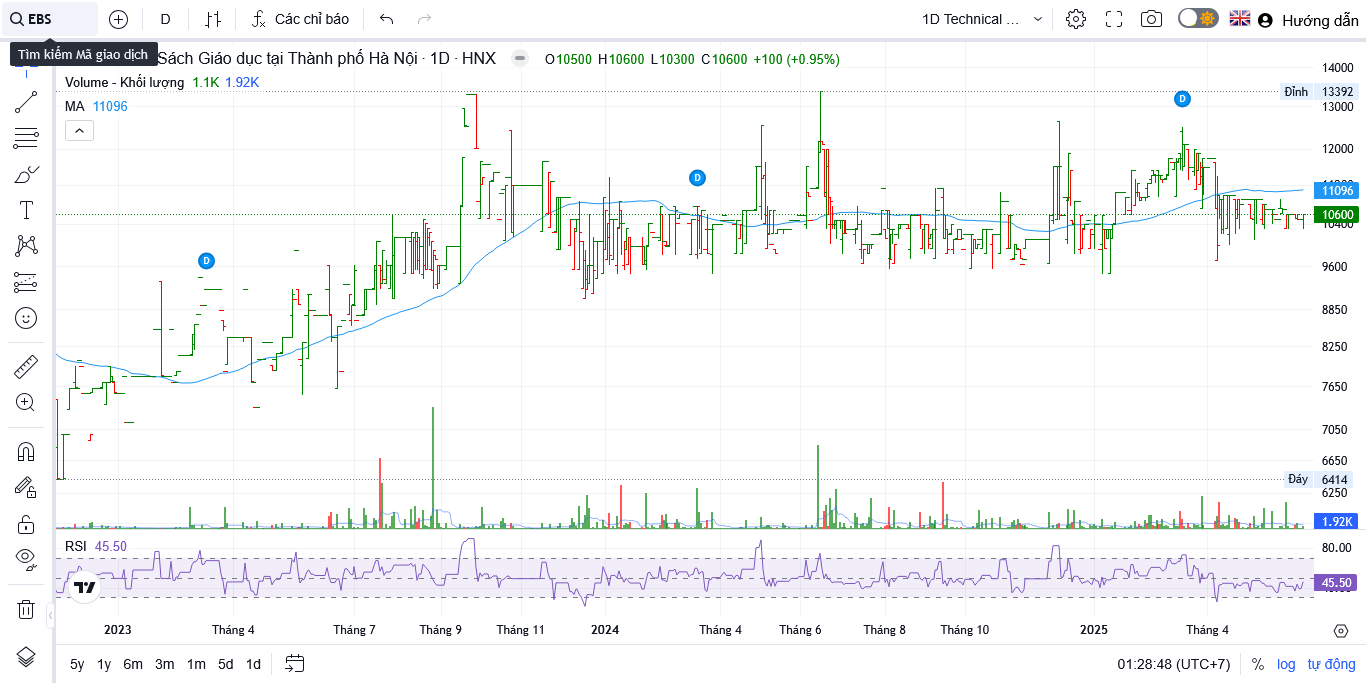 EBS D Các chỉ báo 1D Technical ... Hướng dẫn
Tìm kiếm Mã giao dịch
Sách Giáo dục tại Thành phố Hà Nội · 1D · HNX O10500 H10600 L10300 C10600 +100 (+0.95%)
Volume - Khối lượng 1.1K 1.92K
MA 11096
14000
Đỉnh 13392
13000
12000
11096
10600
10400
9600
8850
8250
7650
7050
6650
Đáy 6414
6250
1.92K
D
D
D
D
RSI 45.50
80.00
45.50
2023 Tháng 4 Tháng 7 Tháng 9 Tháng 11 2024 Tháng 4 Tháng 6 Tháng 8 Tháng 10 2025 Tháng 4
5y 1y 6m 3m 1m 5d 1d 01:28:48 (UTC+7) % log tự động